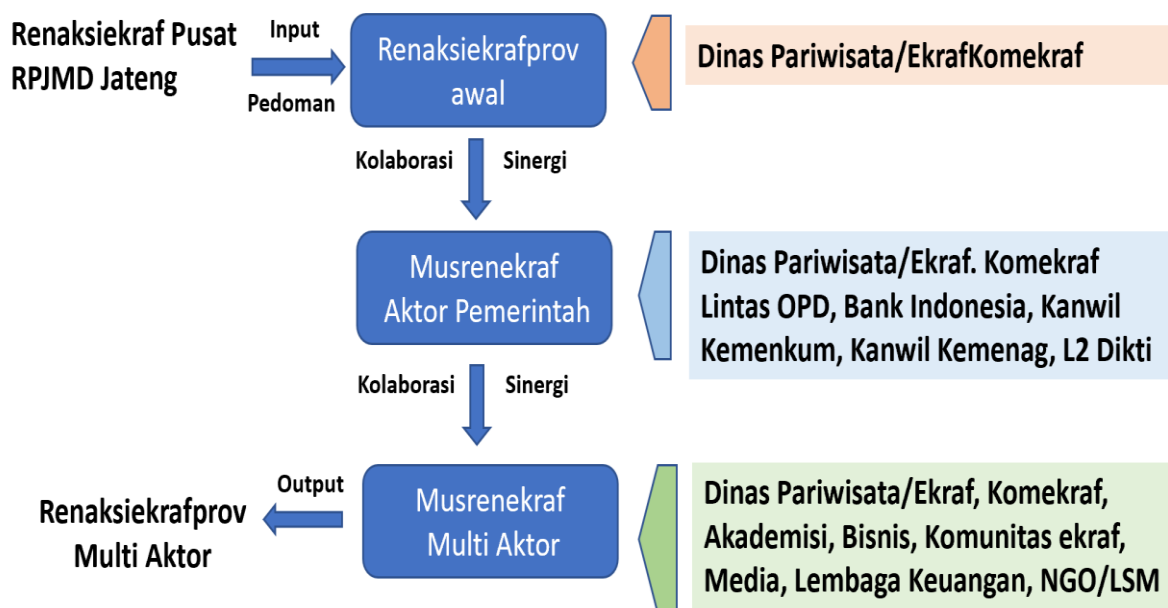 Renaksiekraf Pusat
RPJMD Jateng
Input
Pedoman
Renaksiekrafprov
awal
Dinas Pariwisata/EkrafKomekraf
Kolaborasi
Sinergi
Musrenekraf
Aktor Pemerintah
Dinas Pariwisata/Ekraf. Komekraf
Lintas OPD, Bank Indonesia, Kanwil
Kemenkum, Kanwil Kemenag, L2 Dikti
Kolaborasi
Sinergi
Musrenekraf
Multi Aktor
Dinas Pariwisata/Ekraf, Komekraf,
Akademisi, Bisnis, Komunitas ekraf,
Media, Lembaga Keuangan, NGO/LSM
Output
Renaksiekrafprov
Multi Aktor